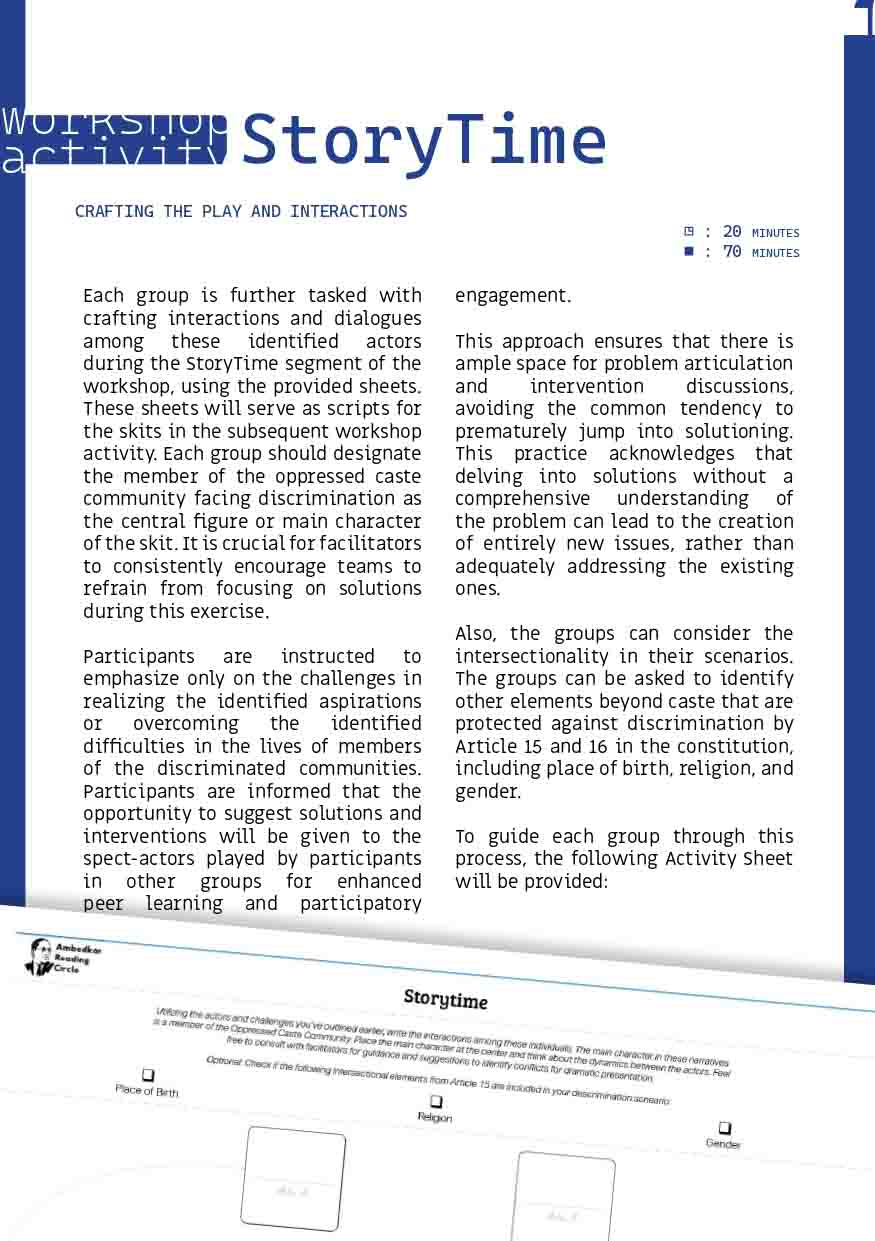 workshop
activity
StoryTime
CRAFTING THE PLAY AND INTERACTIONS
◳ : 20 MINUTES
■ : 70 MINUTES
Each group is further tasked with
crafting interactions and dialogues
among these identified actors
during the StoryTime segment of the
workshop, using the provided sheets.
These sheets will serve as scripts for
the skits in the subsequent workshop
activity. Each group should designate
the member of the oppressed caste
community facing discrimination as
the central figure or main character
of the skit. It is crucial for facilitators
to consistently encourage teams to
refrain from focusing on solutions
during this exercise.
Participants are instructed to
emphasize only on the challenges in
realizing the identified aspirations
or overcoming the identified
difficulties in the lives of members
of the discriminated communities.
Participants are informed that the
opportunity to suggest solutions and
interventions will be given to the
spect-actors played by participants
in other groups for enhanced
peer learning and participatory
engagement.
This approach ensures that there is
ample space for problem articulation
and intervention discussions,
avoiding the common tendency to
prematurely jump into solutioning.
This practice acknowledges that
delving into solutions without a
comprehensive understanding of
the problem can lead to the creation
of entirely new issues, rather than
adequately addressing the existing
ones.
Also, the groups can consider the
intersectionality in their scenarios.
The groups can be asked to identify
other elements beyond caste that are
protected against discrimination by
Article 15 and 16 in the constitution,
including place of birth, religion, and
gender.
To guide each group through this
process, the following Activity Sheet
will be provided:
Ambedkar
Reading
Circle
Storytime
Utilizing the actors and challenges you've outlined earlier, write the interactions among these individuals. The main character in these narratives
is a member of the Oppressed Caste Community. Place the main character at the center and think about the dynamics between the actors. Feel
free to consult with facilitators for guidance and suggestions to identify conflicts for dramatic presentation.
Optional: Check if the following intersectional elements from Article 15 are included in your descrimination scneario:
Place of Birth
Religion
Gender